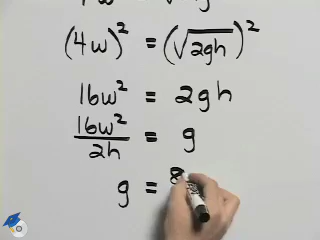 (4w)² = (√2gh)²
16w² = 2gh
16w²/2h = g
g = 8